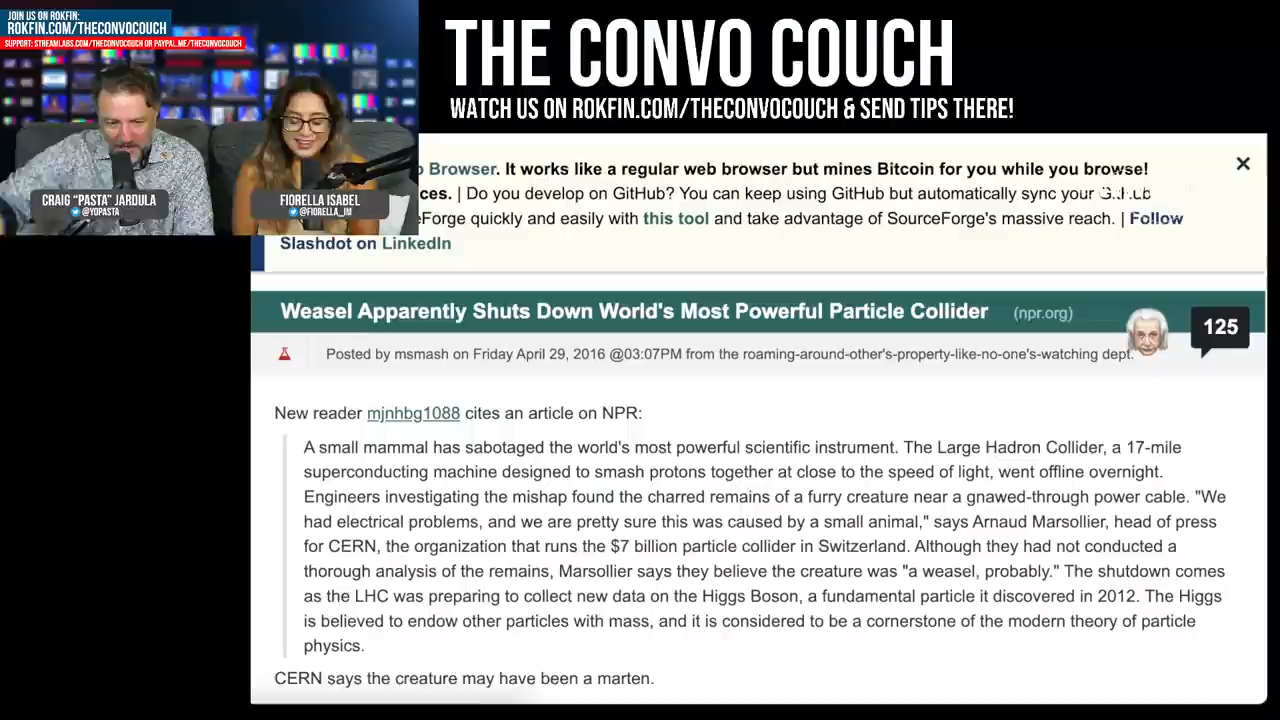 JOIN US ON ROKFIN:
ROKFIN.COM/THECONVOCOUCH
SUPPORT: STREAMLABS.COM/THECONVOCOUCH OR PAYPAL.ME/THECONVOCOUCH
CRAIG "PASTA" JARDULA
@YOPASTA
FIORELLA ISABEL
@FIORELLA_IM
THE CONVO COUCH
WATCH US ON ROKFIN.COM/THECONVOCOUCH & SEND TIPS THERE!
Browser. It works like a regular web browser but mines Bitcoin for you while you browse!
ces. | Do you develop on GitHub? You can keep using GitHub but automatically sync your
eForge quickly and easily with this tool and take advantage of SourceForge's massive reach. | Follow
Slashdot on LinkedIn
Weasel Apparently Shuts Down World's Most Powerful Particle Collider (npr.org)
125
Posted by msmash on Friday April 29, 2016 @03:07PM from the roaming-around-other's-property-like-no-one's-watching dept.
New reader mjnhbg1088 cites an article on NPR:
A small mammal has sabotaged the world's most powerful scientific instrument. The Large Hadron Collider, a 17-mile
superconducting machine designed to smash protons together at close to the speed of light, went offline overnight.
Engineers investigating the mishap found the charred remains of a furry creature near a gnawed-through power cable. "We
had electrical problems, and we are pretty sure this was caused by a small animal," says Arnaud Marsollier, head of press
for CERN, the organization that runs the $7 billion particle collider in Switzerland. Although they had not conducted a
thorough analysis of the remains, Marsollier says they believe the creature was "a weasel, probably." The shutdown comes
as the LHC was preparing to collect new data on the Higgs Boson, a fundamental particle it discovered in 2012. The Higgs
is believed to endow other particles with mass, and it is considered to be a cornerstone of the modern theory of particle
physics.
CERN says the creature may have been a marten.